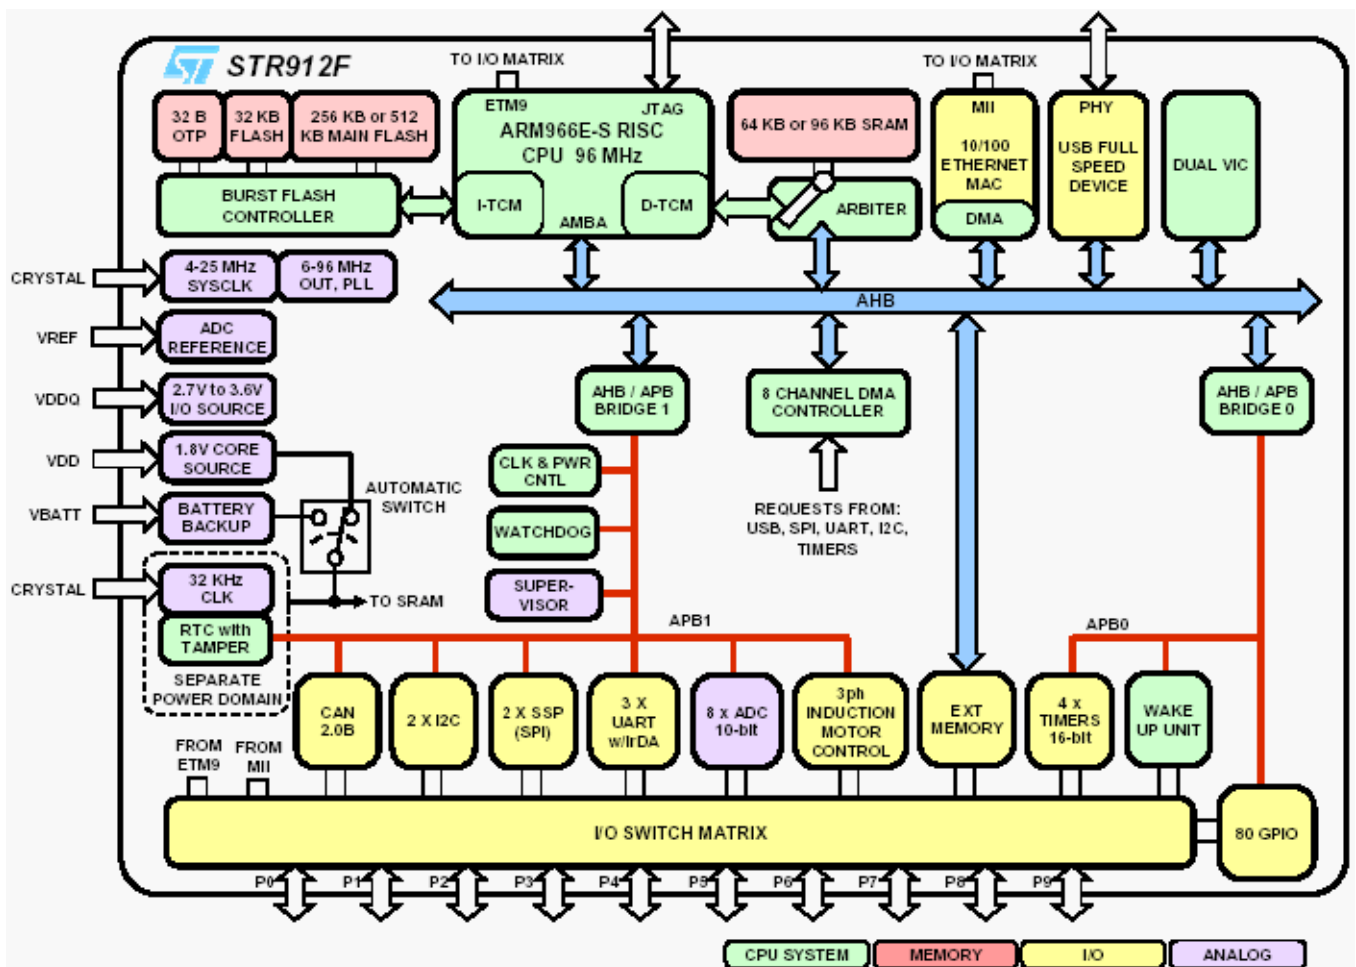 STR912F
TO I/O MATRIX
TO I/O MATRIX
32 B
OTP
32 KB
FLASH
256 KB or 512
KB MAIN FLASH
ETM9
JTAG
ARM966E-S RISC
CPU 96 MHz
I-TCM
D-TCM
AMBA
64 KB or 96 KB SRAM
ARBITER
MII
10/100
ETHERNET
MAC
DMA
PHY
USB FULL
SPEED
DEVICE
DUAL VIC
BURST FLASH
CONTROLLER
CRYSTAL
4-25 MHz
SYSCLK
6-96 MHz
OUT, PLL
AHB
VREF
ADC
REFERENCE
VDDQ
2.7V to 3.6V
I/O SOURCE
AHB / APB
BRIDGE 1
8 CHANNEL DMA
CONTROLLER
AHB / APB
BRIDGE 0
VDD
1.8V CORE
SOURCE
CLK & PWR
CNTL
VBATT
BATTERY
BACKUP
AUTOMATIC
SWITCH
WATCHDOG
REQUESTS FROM:
USB, SPI, UART, I2C,
TIMERS
CRYSTAL
32 KHz
CLK
TO SRAM
SUPER-
VISOR
RTC with
TAMPER
APB1
APB0
SEPARATE
POWER DOMAIN
CAN
2.0B
2 X I2C
2 X SSP
(SPI)
3 X
UART
w/IrDA
8 x ADC
10-bit
3ph
INDUCTION
MOTOR
CONTROL
EXT
MEMORY
4 x
TIMERS
16-bit
WAKE
UP UNIT
FROM
ETM9
FROM
MII
I/O SWITCH MATRIX
80 GPIO
P0
P1
P2
P3
P4
P5
P6
P7
P8
P9
CPU SYSTEM
MEMORY
I/O
ANALOG